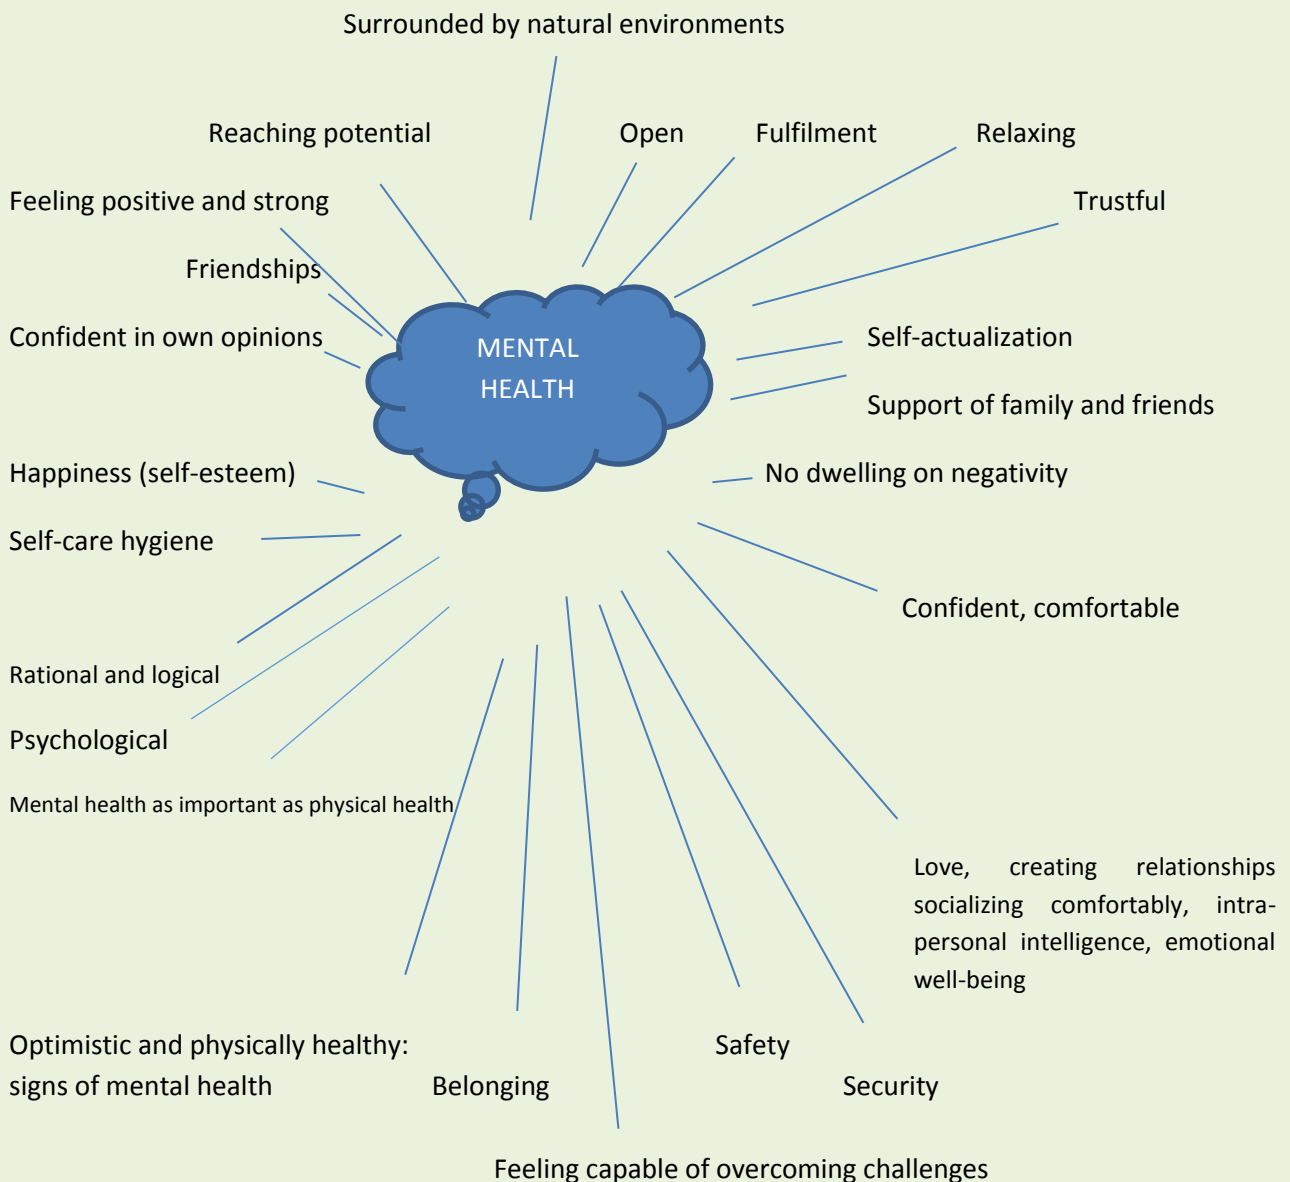 Surrounded by natural environments
Reaching potential
Open
Fulfilment
Relaxing
Feeling positive and strong
Trustful
Friendships
Confident in own opinions
MENTAL
HEALTH
Self-actualization
Support of family and friends
Happiness (self-esteem)
No dwelling on negativity
Self-care hygiene
Confident, comfortable
Rational and logical
Psychological
Mental health as important as physical health
Love, creating relationships
socializing comfortably, intra-
personal intelligence, emotional
well-being
Optimistic and physically healthy:
signs of mental health
Belonging
Safety
Security
Feeling capable of overcoming challenges